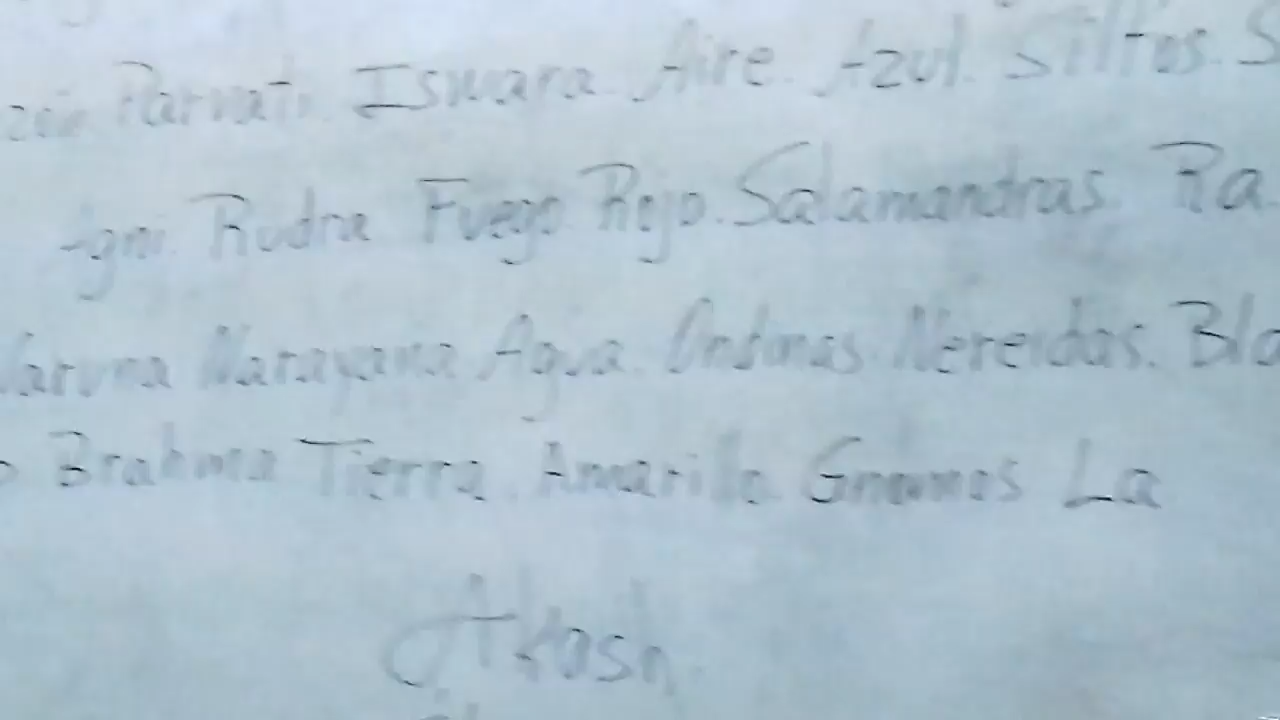 Parvati Iswara Aire. Azul. Silfos. S
Agni. Rudra Fuego Rojo. Salamandras. Ra.
Varuna Narayana Agua. Ondinas Nereidas. Bla
o Brahma Tierra. Amarillo Gnomos La
Akash